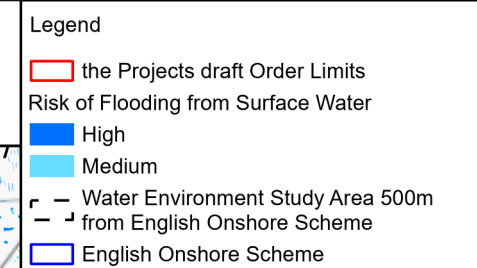 Legend
the Projects draft Order Limits
Risk of Flooding from Surface Water
High
Medium
Water Environment Study Area 500m
from English Onshore Scheme
English Onshore Scheme